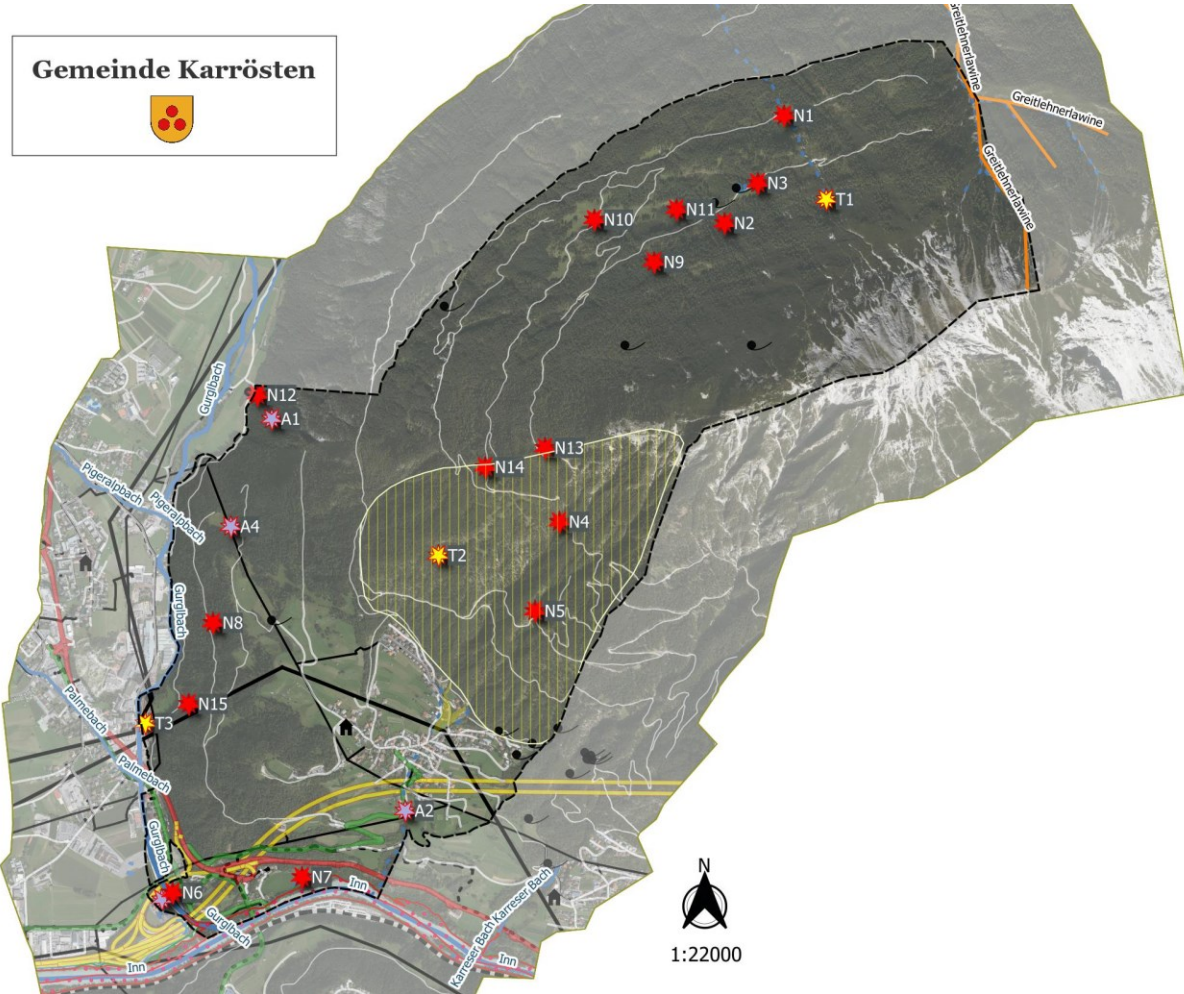 Gemeinde Karrösten
Greitlehnerlawine
Greitlehnerlawine
Greitlehnerlawine
N1
N3
T1
N11
N10
N2
N9
Gurglbach
N12
A1
N13
N14
Pigeralpbach
Pigeralpbach
A4
N4
T2
Gurglbach
N5
N8
N15
Palmebach
T3
Palmebach
A2
Gurglbach
N6
N7
Inn
Gurglbach
Karreser Bach
Karreser Bach
Inn
Inn
N
1:22000